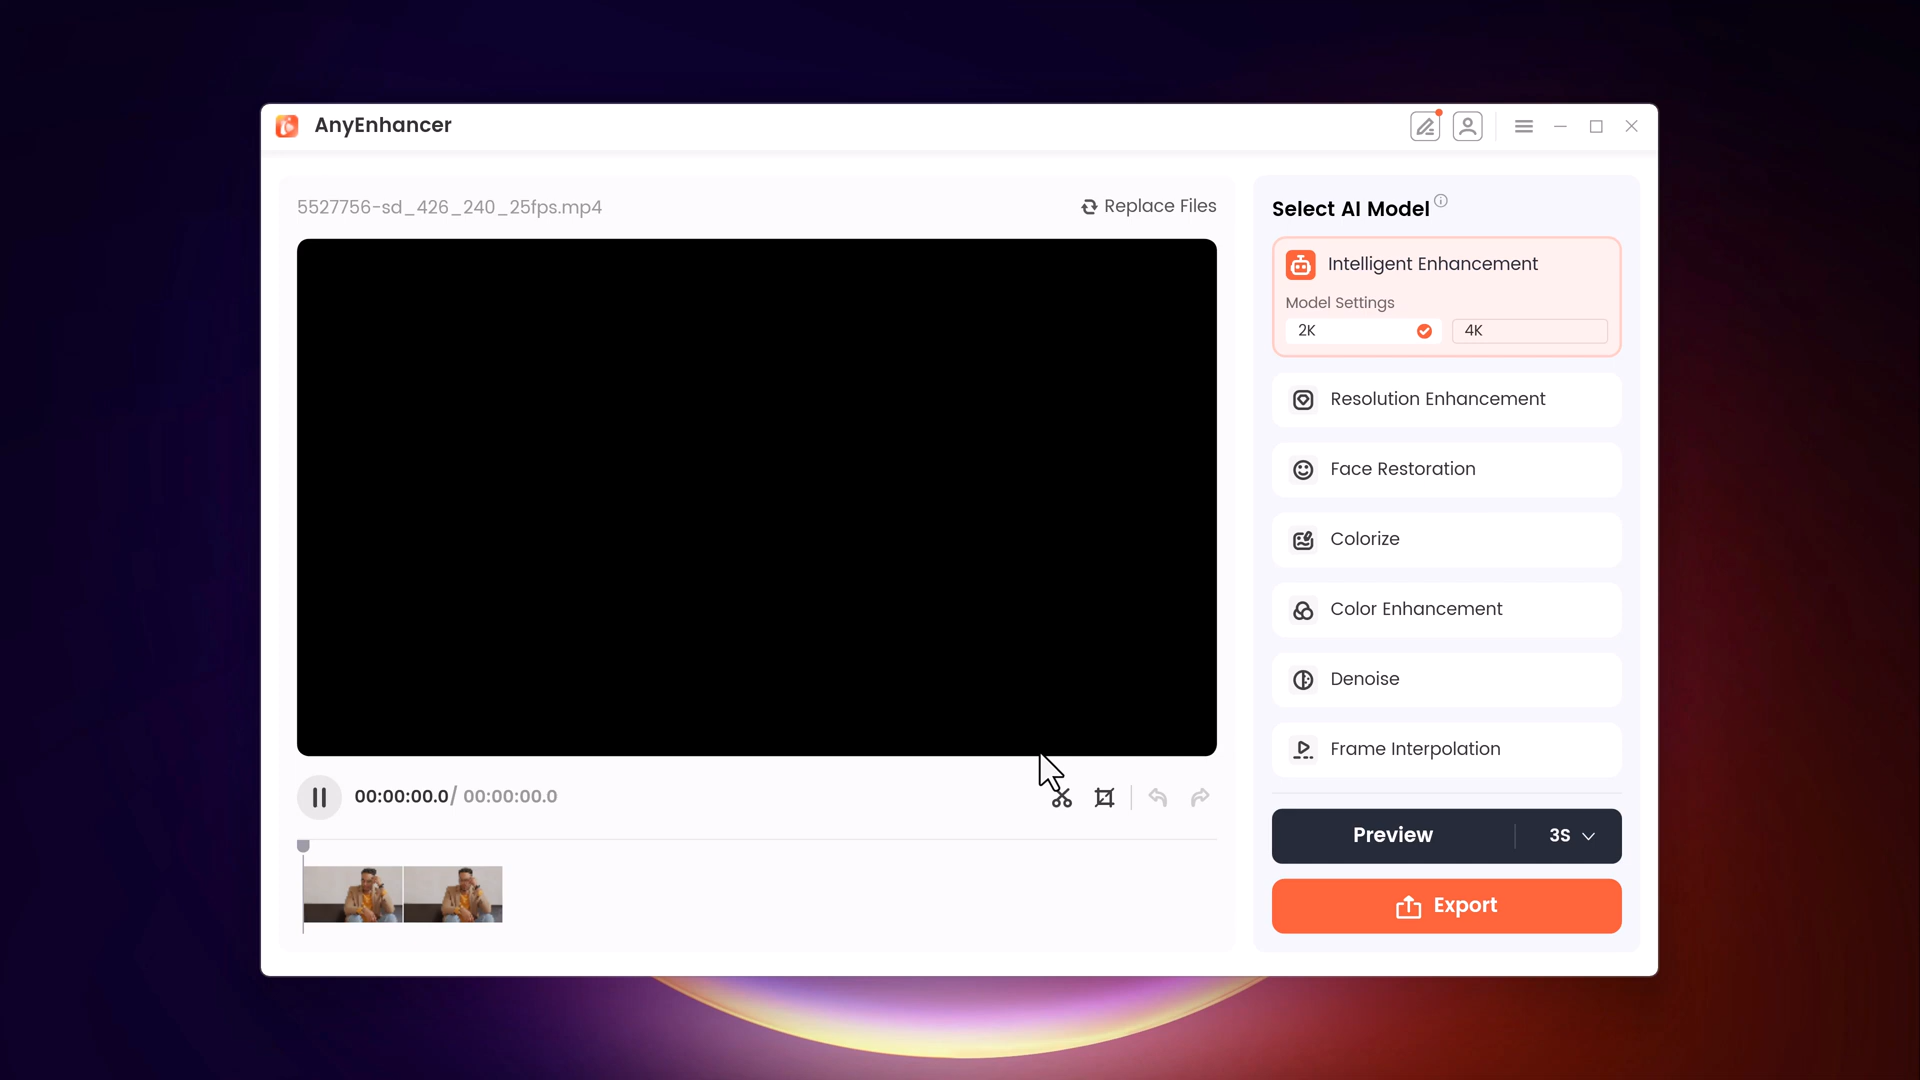 AnyEnhancer
5527756-sd_426_240_25fps.mp4
Replace Files
00:00:00.0/ 00:00:00.0
Select AI Model
Intelligent Enhancement
Model Settings
2K
4K
Resolution Enhancement
Face Restoration
Colorize
Color Enhancement
Denoise
Frame Interpolation
Preview
3S
Export